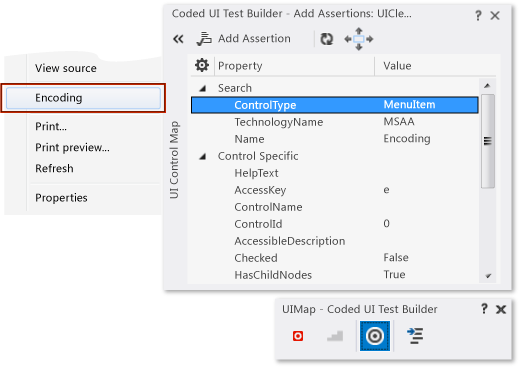 View source
Encoding
Print...
Print preview...
Refresh
Properties
Coded UI Test Builder - Add Assertions: UICle... ?
Add Assertion
UI Control Map
Property Value
Search
ControlType MenuItem
TechnologyName MSAA
Name Encoding
Control Specific
HelpText
AccessKey e
ControlName
ControlId 0
AccessibleDescription
Checked False
HasChildNodes True
UIMap - Coded UI Test Builder ?